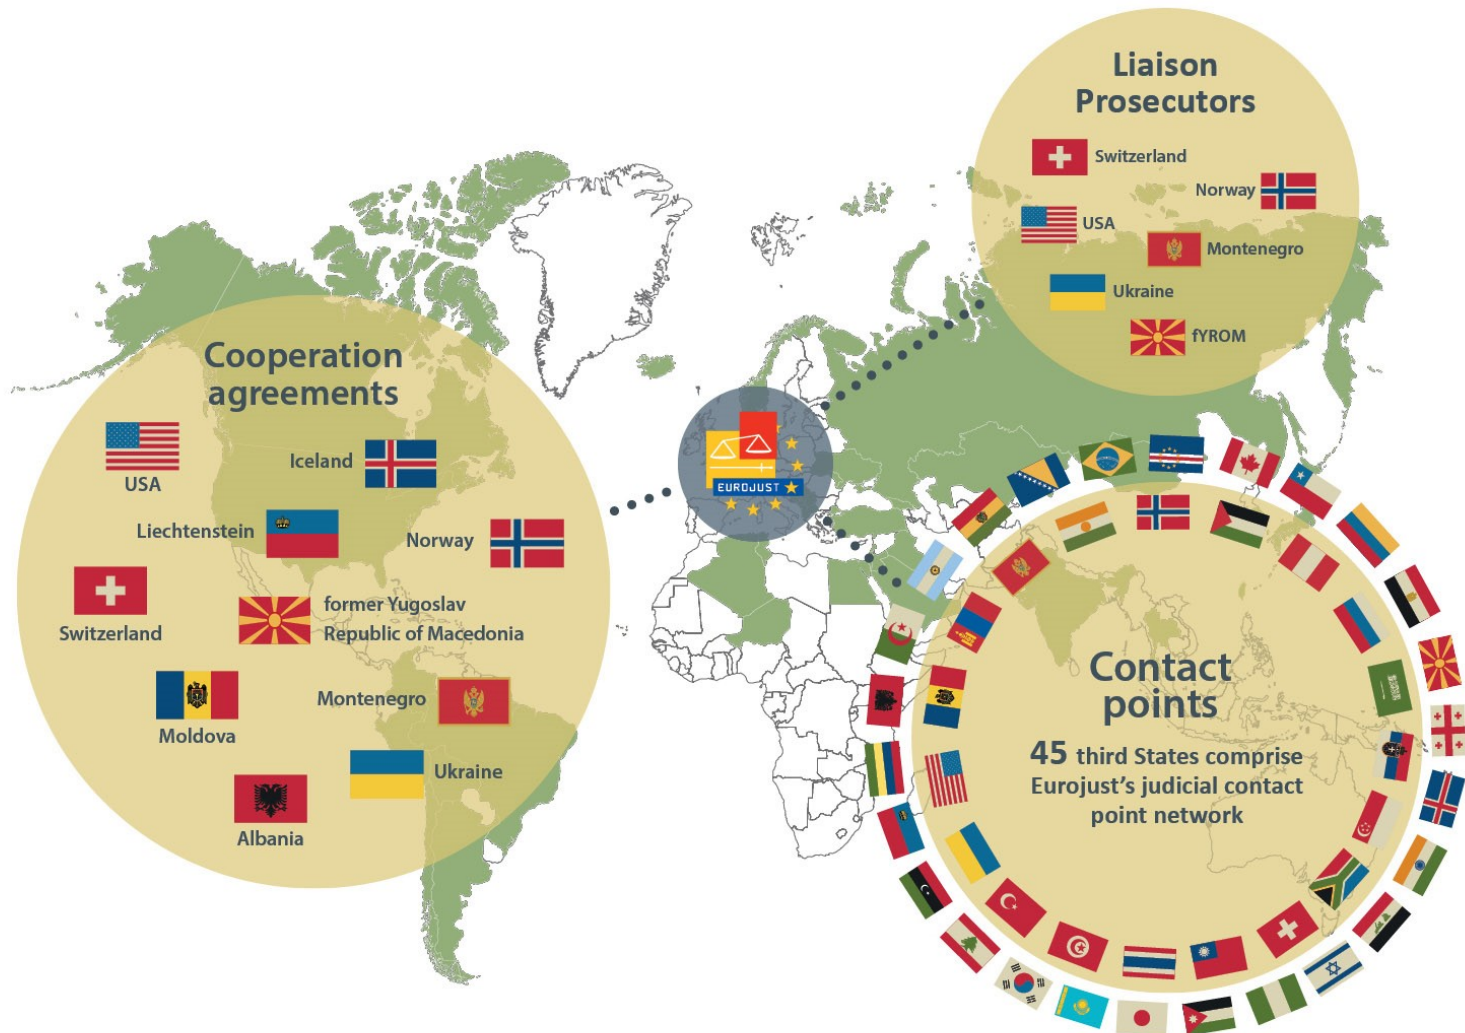 Liaison
Prosecutors
Switzerland
Norway
USA
Montenegro
Ukraine
fYROM
Cooperation
agreements
USA
Iceland
Liechtenstein
Norway
Switzerland
former Yugoslav
Republic of Macedonia
Moldova
Montenegro
Ukraine
Albania
EUROJUST
Contact
points
45 third States comprise
Eurojust's judicial contact
point network